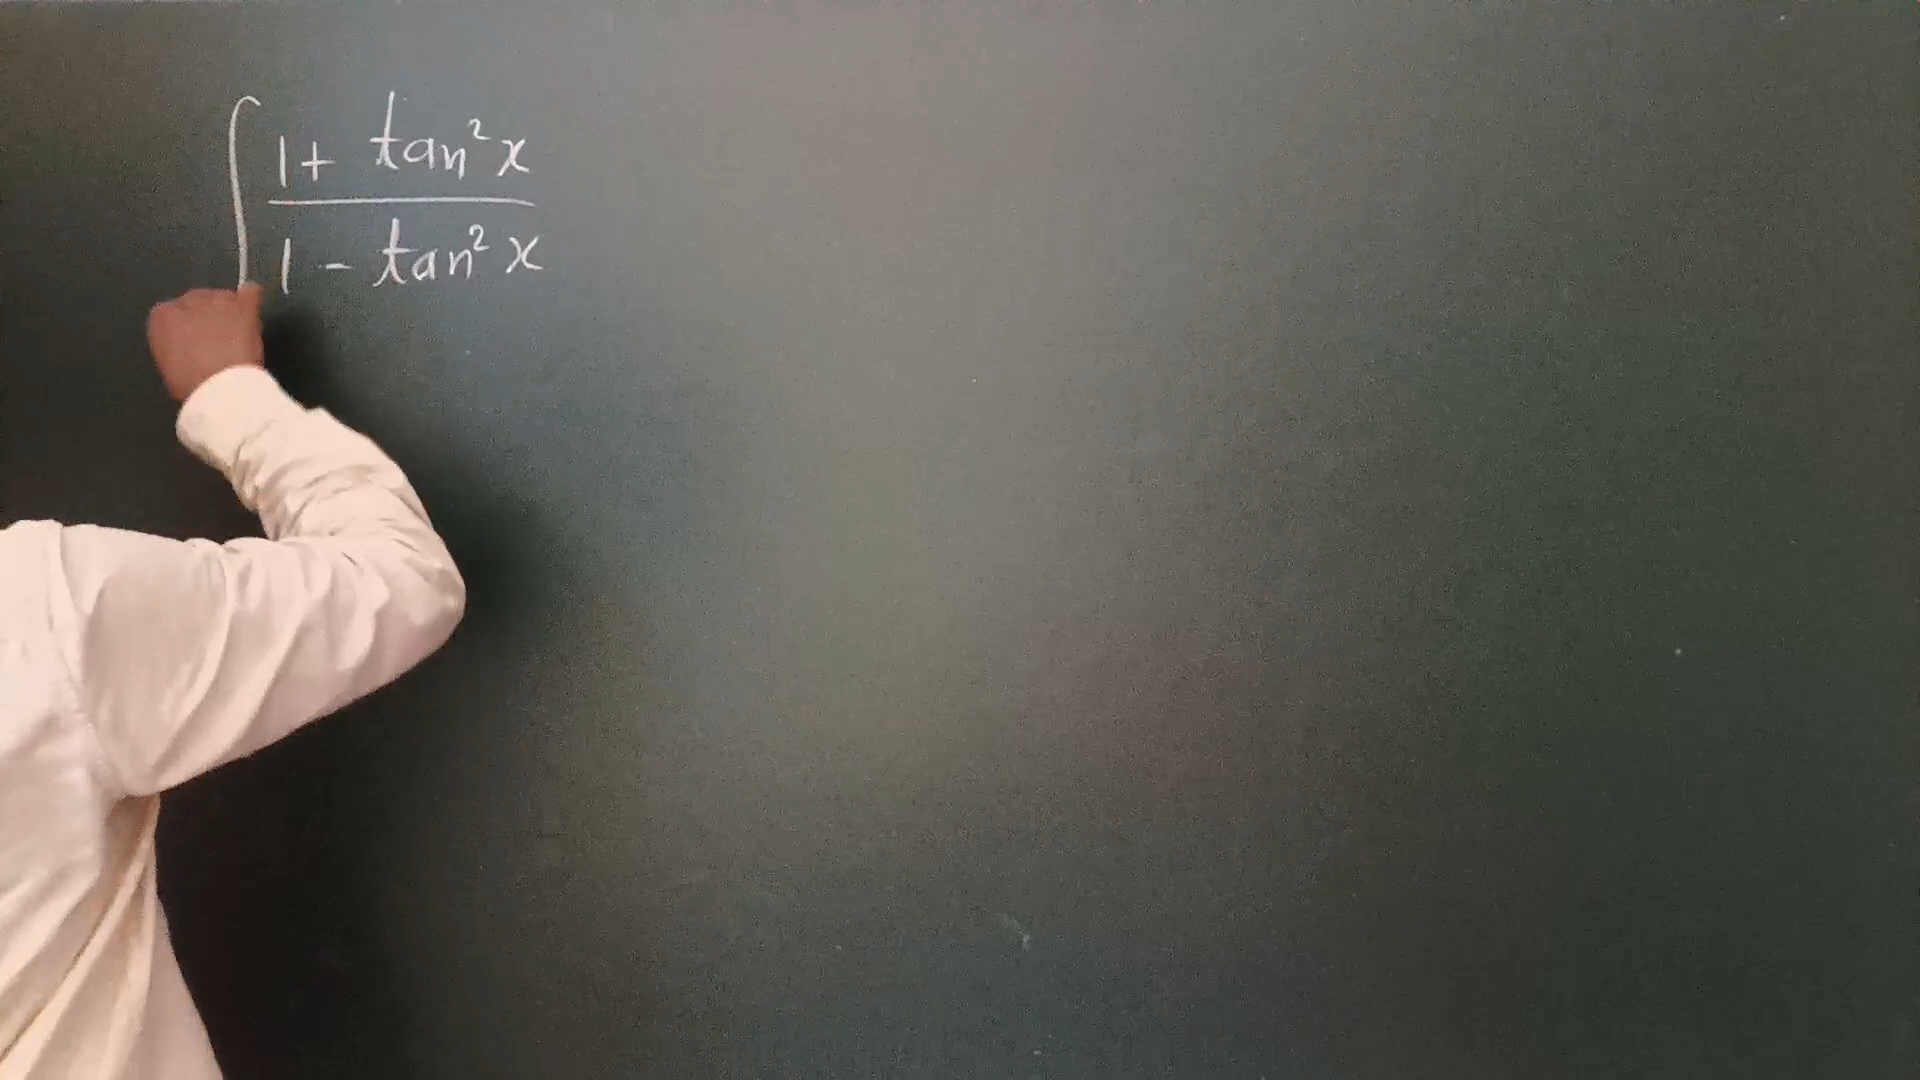 ∫ 1 + tan²x
1 - tan²x